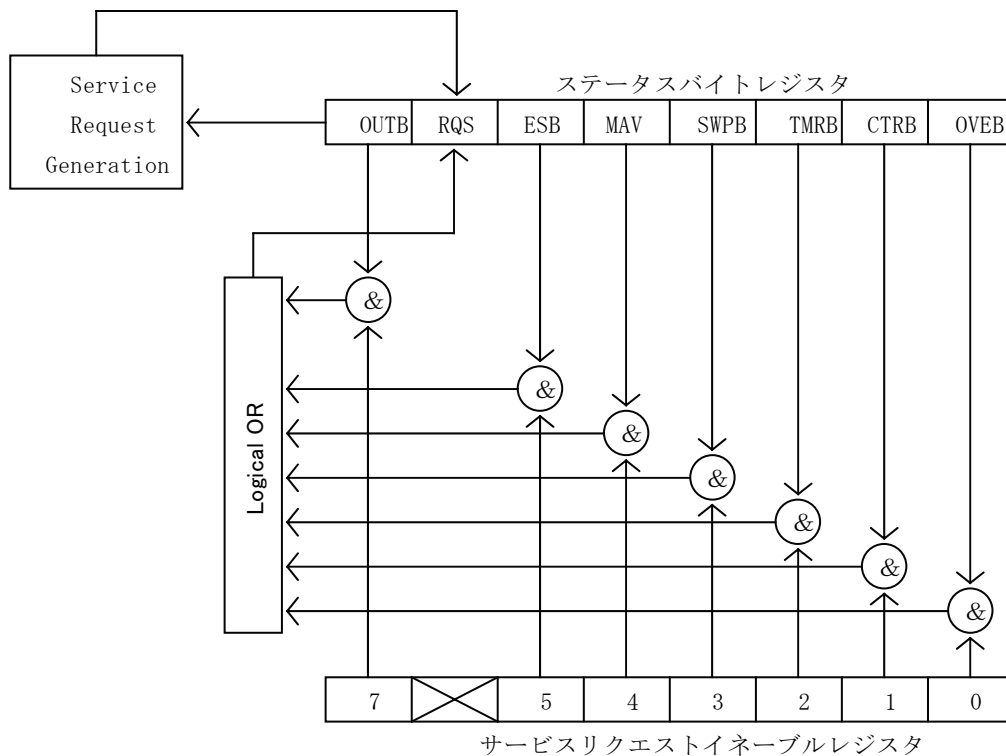 Service
Request
Generation
ステータスバイトレジスタ
OUTB RQS ESB MAV SWPB TMRB CTRB OVEB
&
&
&
&
&
&
&
Logical OR
7 5 4 3 2 1 0
サービスリクエストイネーブルレジスタ